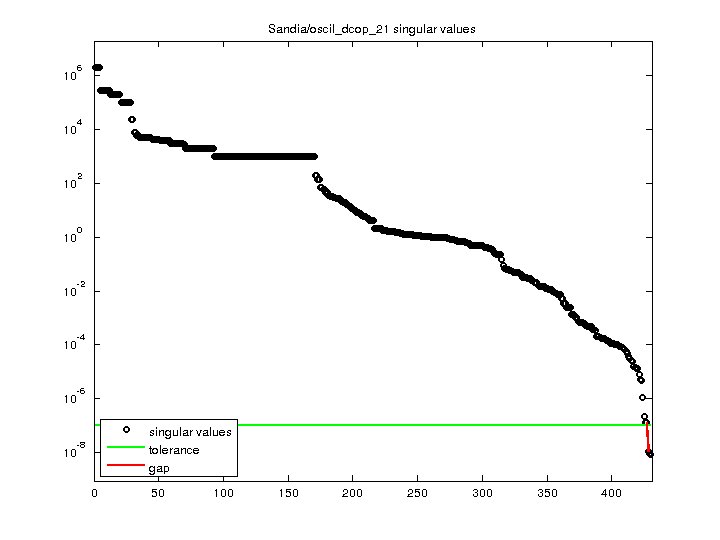 Sandia/oscil_dcop_21 singular values
10^6
10^4
10^2
10^0
10^-2
10^-4
10^-6
10^-8
singular values
tolerance
gap
0 50 100 150 200 250 300 350 400